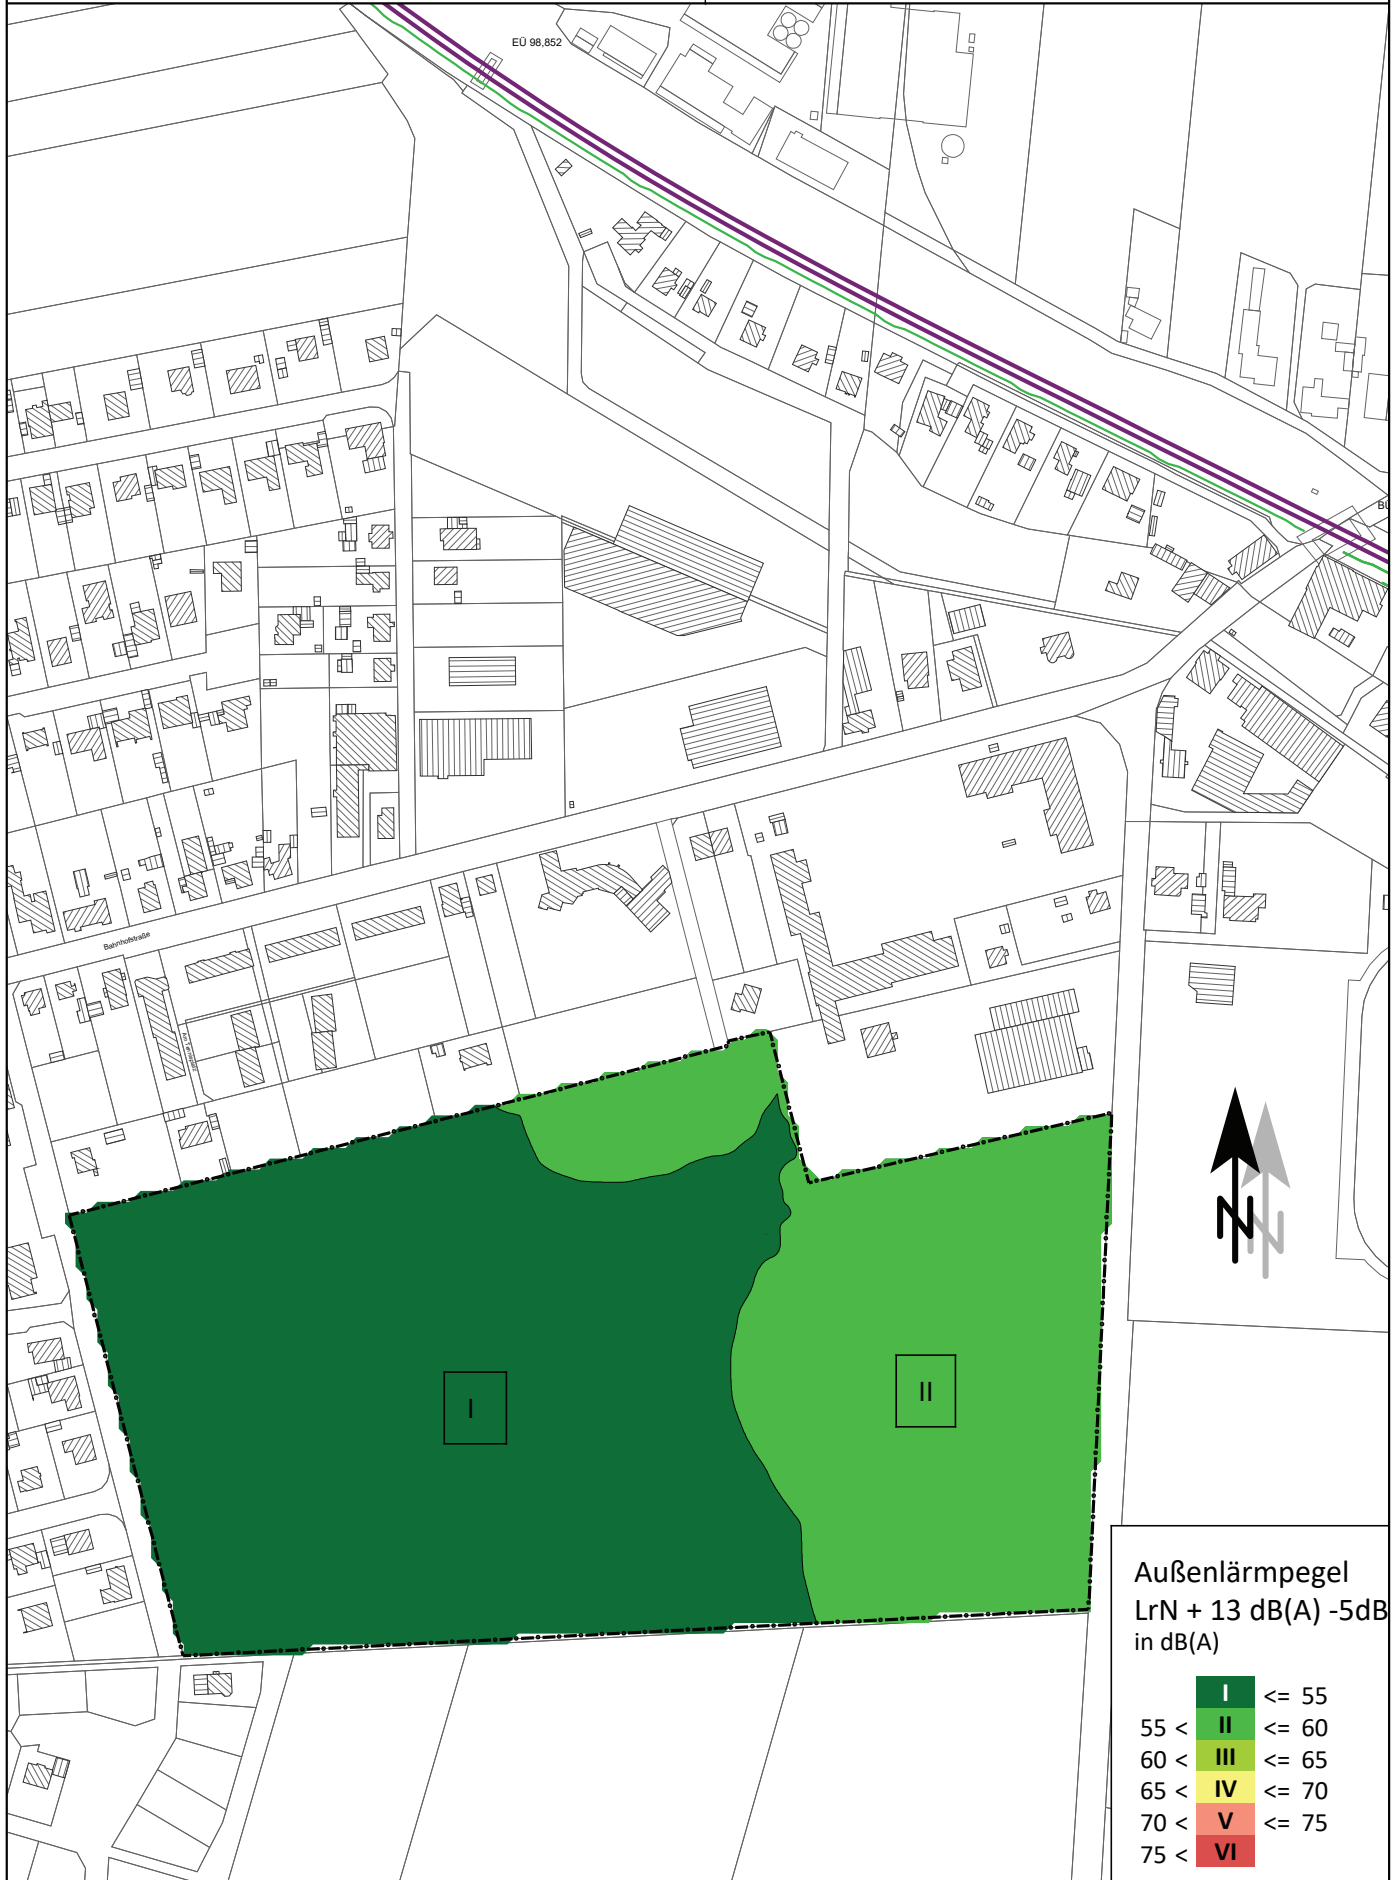 EÜ 98,852
BÜ
Bahnhofstraße
I
II
N
Außenlärmpegel
LrN + 13 dB(A) -5dB
in dB(A)
I <= 55
55 < II <= 60
60 < III <= 65
65 < IV <= 70
70 < V <= 75
75 < VI